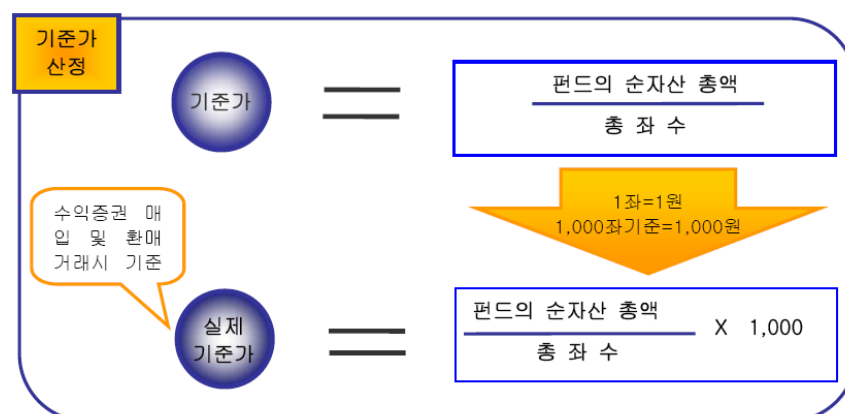 기준가
산정
기준가
펀드의 순자산 총액
총 좌 수
1좌=1원
1,000좌기준=1,000원
수익증권 매
입 및 환매
거래시 기준
실제
기준가
펀드의 순자산 총액
총 좌 수
X 1,000